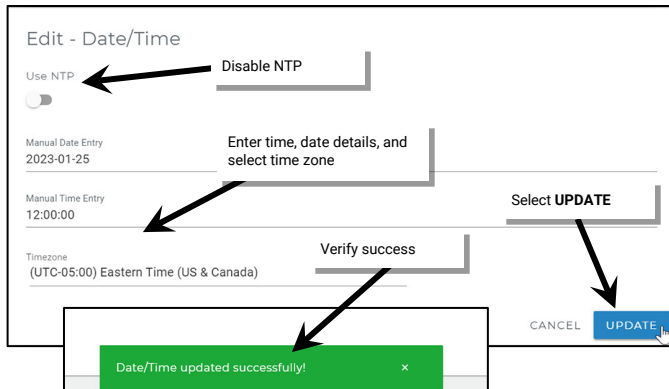 Edit - Date/Time
Use NTP
Disable NTP
Manual Date Entry
2023-01-25
Enter time, date details, and
select time zone
Manual Time Entry
12:00:00
Select UPDATE
Verify success
Timezone
(UTC-05:00) Eastern Time (US & Canada)
CANCEL
UPDATE
Date/Time updated successfully!
×